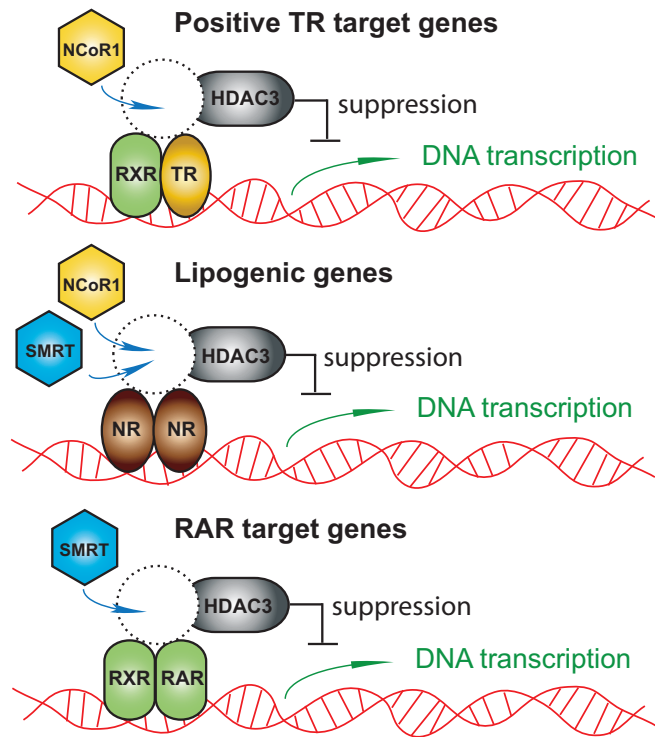 Positive TR target genes
NCoR1
HDAC3
suppression
RXR
TR
DNA transcription
Lipogenic genes
NCoR1
SMRT
HDAC3
suppression
NR
NR
DNA transcription
RAR target genes
SMRT
HDAC3
suppression
RXR
RAR
DNA transcription